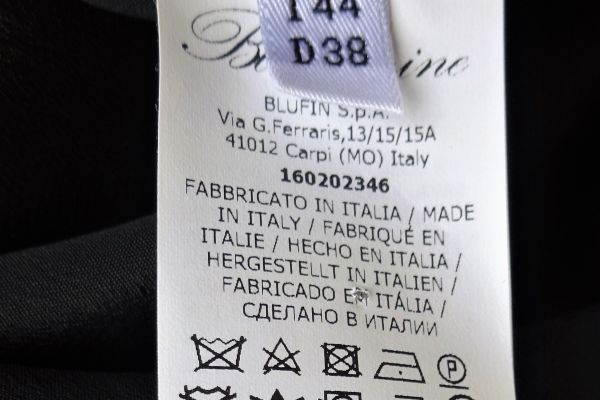 I 44
D 38
BLUFIN S.p.A.
Via G.Ferraris,13/15/15A
41012 Carpi (MO) Italy
160202346
FABBRICATO IN ITALIA / MADE
IN ITALY / FABRIQUÉ EN
ITALIE / HECHO EN ITALIA /
HERGESTELLT IN ITALIEN /
FABRICADO EM ITÁLIA /
СДЕЛАНО В ИТАЛИИ
P